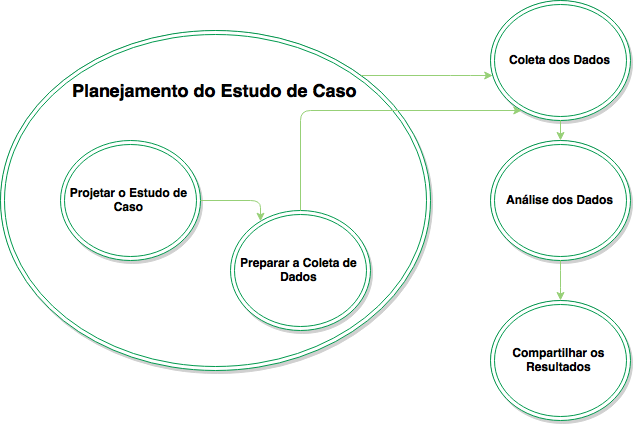 Planejamento do Estudo de Caso
Projetar o Estudo de
Caso
Preparar a Coleta de
Dados
Coleta dos Dados
Análise dos Dados
Compartilhar os
Resultados